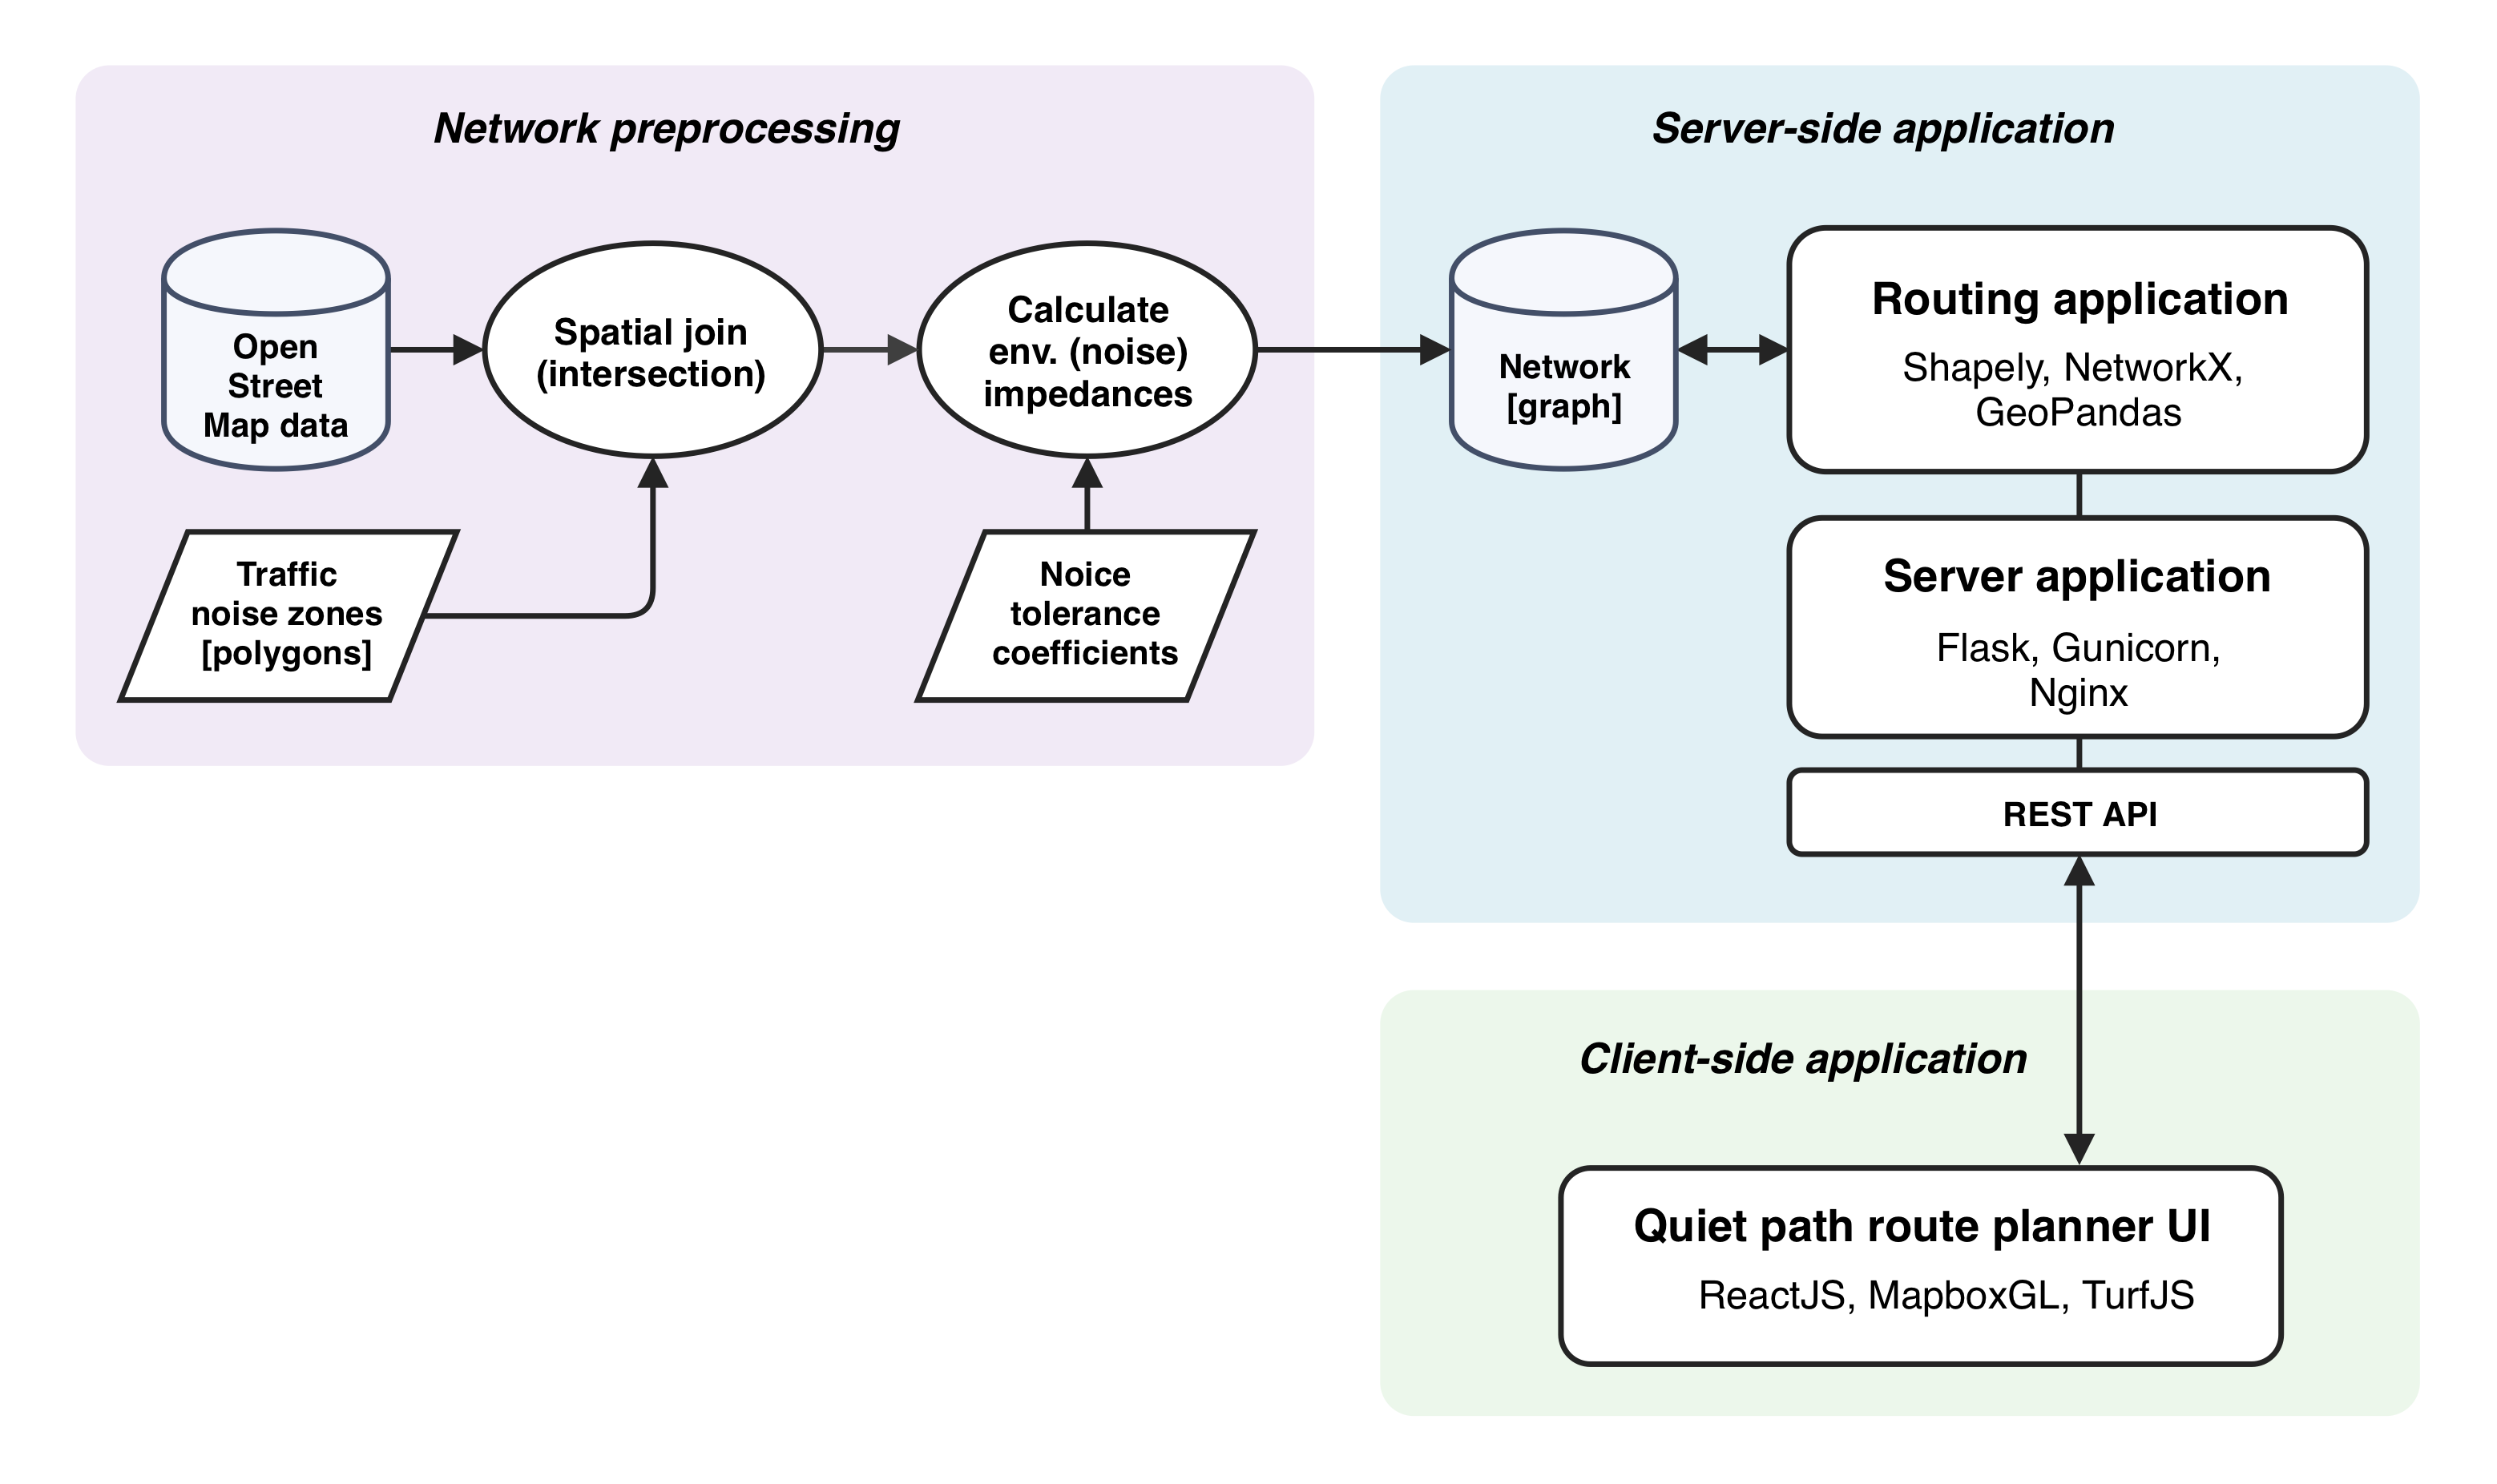 Network preprocessing
Open
Street
Map data
Spatial join
(intersection)
Calculate
env. (noise)
impedances
Traffic
noise zones
[polygons]
Noice
tolerance
coefficients
Server-side application
Network
[graph]
Routing application
Shapely, NetworkX,
GeoPandas
Server application
Flask, Gunicorn,
Nginx
REST API
Client-side application
Quiet path route planner UI
ReactJS, MapboxGL, TurfJS